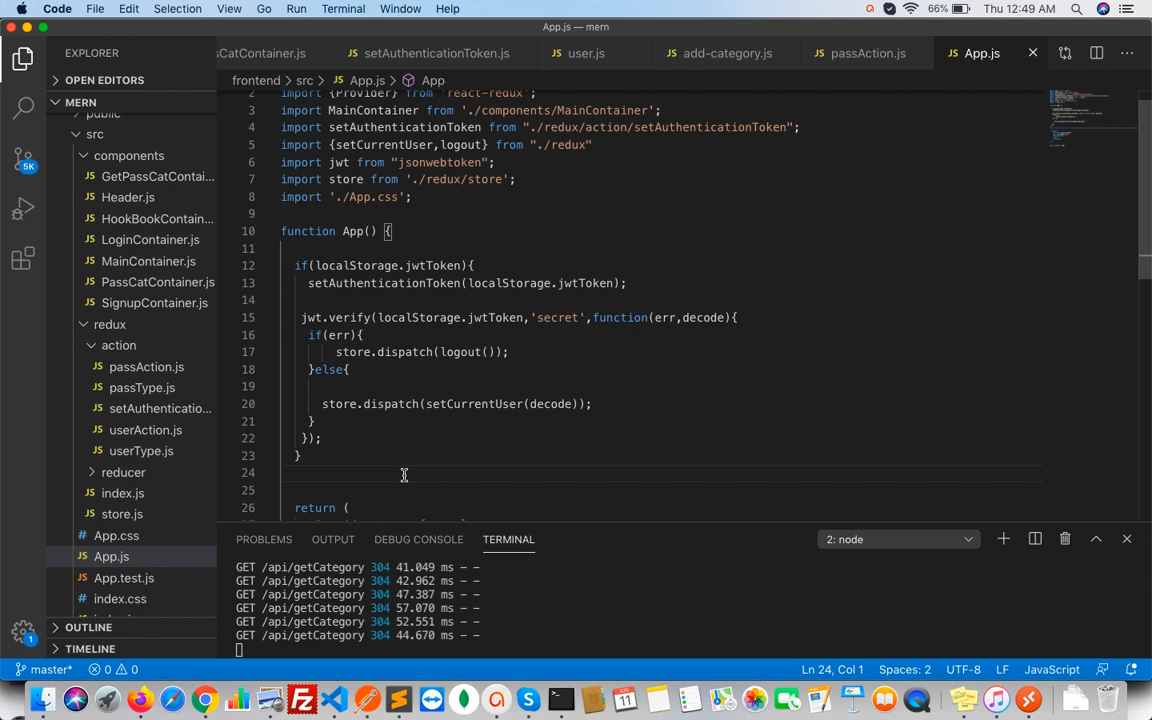 Code File Edit Selection View Go Run Terminal Window Help 66% Thu 12:49 AM
App.js — mern
EXPLORER
OPEN EDITORS
MERN
public
src
components
GetPassCatContai...
Header.js
HookBookContain...
LoginContainer.js
MainContainer.js
PassCatContainer.js
SignupContainer.js
redux
action
passAction.js
passType.js
setAuthenticatio...
userAction.js
userType.js
reducer
index.js
store.js
App.css
App.js
App.test.js
index.css
OUTLINE
TIMELINE
5K
1
sCatContainer.js setAuthenticationToken.js user.js add-category.js passAction.js App.js
frontend > src > App.js > App
2 import {Provider} from 'react-redux';
3 import MainContainer from './components/MainContainer';
4 import setAuthenticationToken from "./redux/action/setAuthenticationToken";
5 import {setCurrentUser,logout} from "./redux"
6 import jwt from "jsonwebtoken";
7 import store from './redux/store';
8 import './App.css';
9
10 function App() {
11
12 if(localStorage.jwtToken){
13 setAuthenticationToken(localStorage.jwtToken);
14
15 jwt.verify(localStorage.jwtToken,'secret',function(err,decode){
16 if(err){
17 store.dispatch(logout());
18 }else{
19
20 store.dispatch(setCurrentUser(decode));
21 }
22 });
23 }
24
25
26 return (
PROBLEMS OUTPUT DEBUG CONSOLE TERMINAL 2: node
GET /api/getCategory 304 41.049 ms - -
GET /api/getCategory 304 42.962 ms - -
GET /api/getCategory 304 47.387 ms - -
GET /api/getCategory 304 57.070 ms - -
GET /api/getCategory 304 52.551 ms - -
GET /api/getCategory 304 44.670 ms - -
master* 0 0 Ln 24, Col 1 Spaces: 2 UTF-8 LF JavaScript